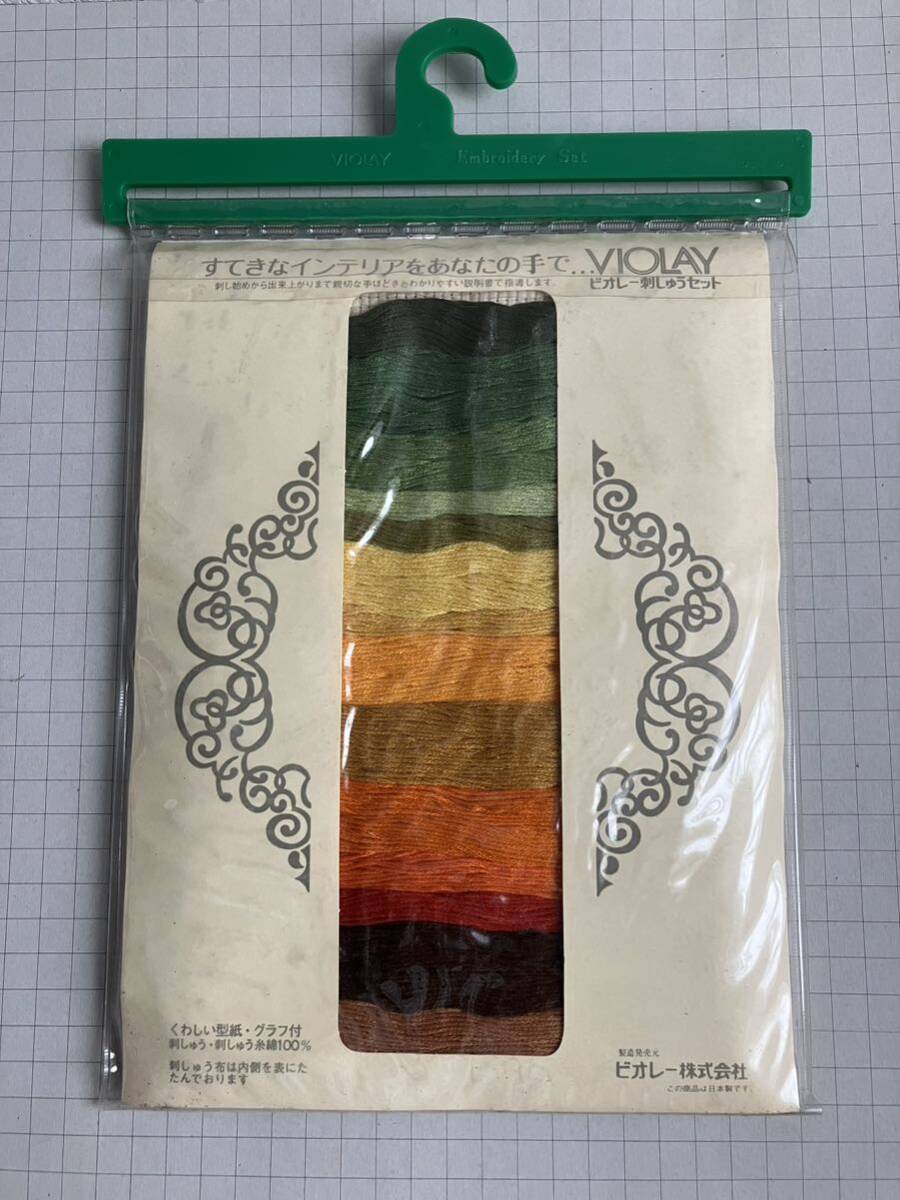 VIOLAY Embroidery Set
すてきなインテリアをあなたの手で...VIOLAY
刺し始めから出来上がりまで親切な手ほどきとわかりやすい説明書で指導します.
ビオレー刺しゅうセット
くわしい型紙・グラフ付
刺しゅう・刺しゅう糸綿100%
刺しゅう布は内側を表にた
たんであります
製造発売元
ビオレー株式会社
この商品は日本製です.